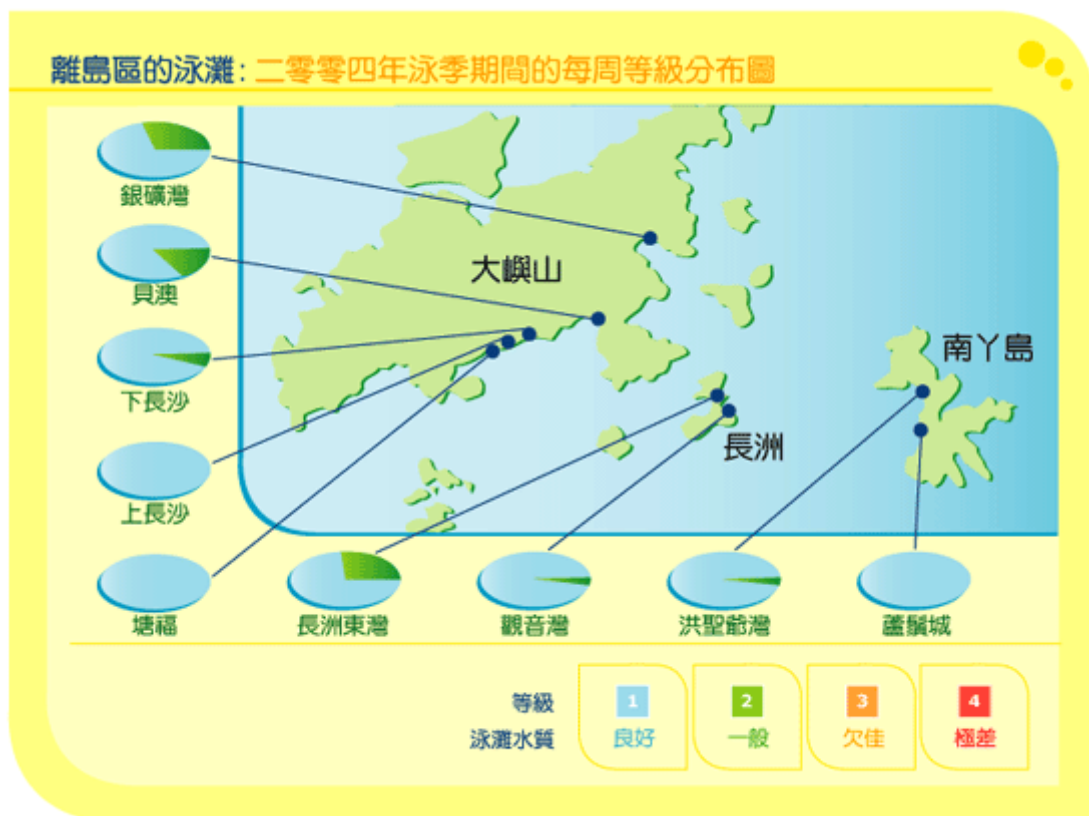 離島區的泳灘：二零零四年泳季期間的每周等級分布圖
銀礦灣
貝澳
下長沙
上長沙
塘福
大嶼山
長洲
南丫島
長洲東灣
觀音灣
洪聖爺灣
蘆鬚城
等級 1 2 3 4
泳灘水質 良好 一般 欠佳 極差